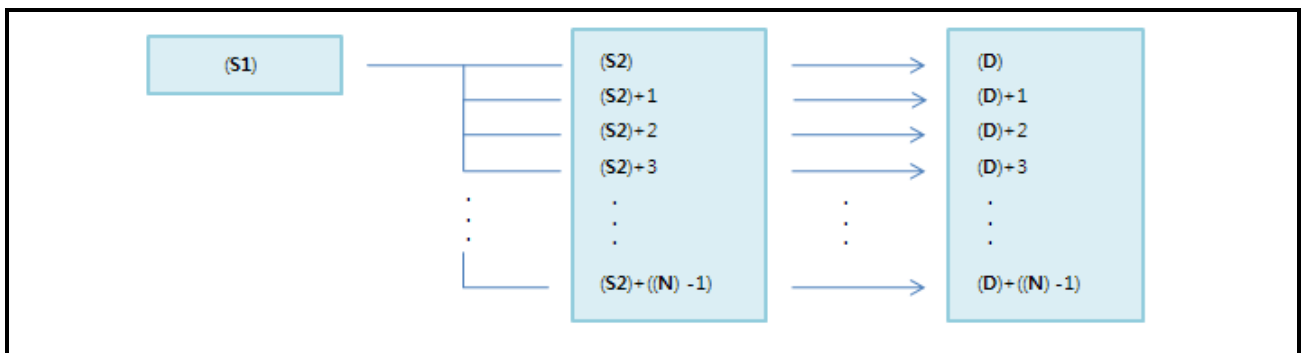 (S1) (S2) (D)
(S2)+1 (D)+1
(S2)+2 (D)+2
(S2)+3 (D)+3
. . . .
. . . .
. . . .
(S2)+((N) -1) (D)+((N) -1)